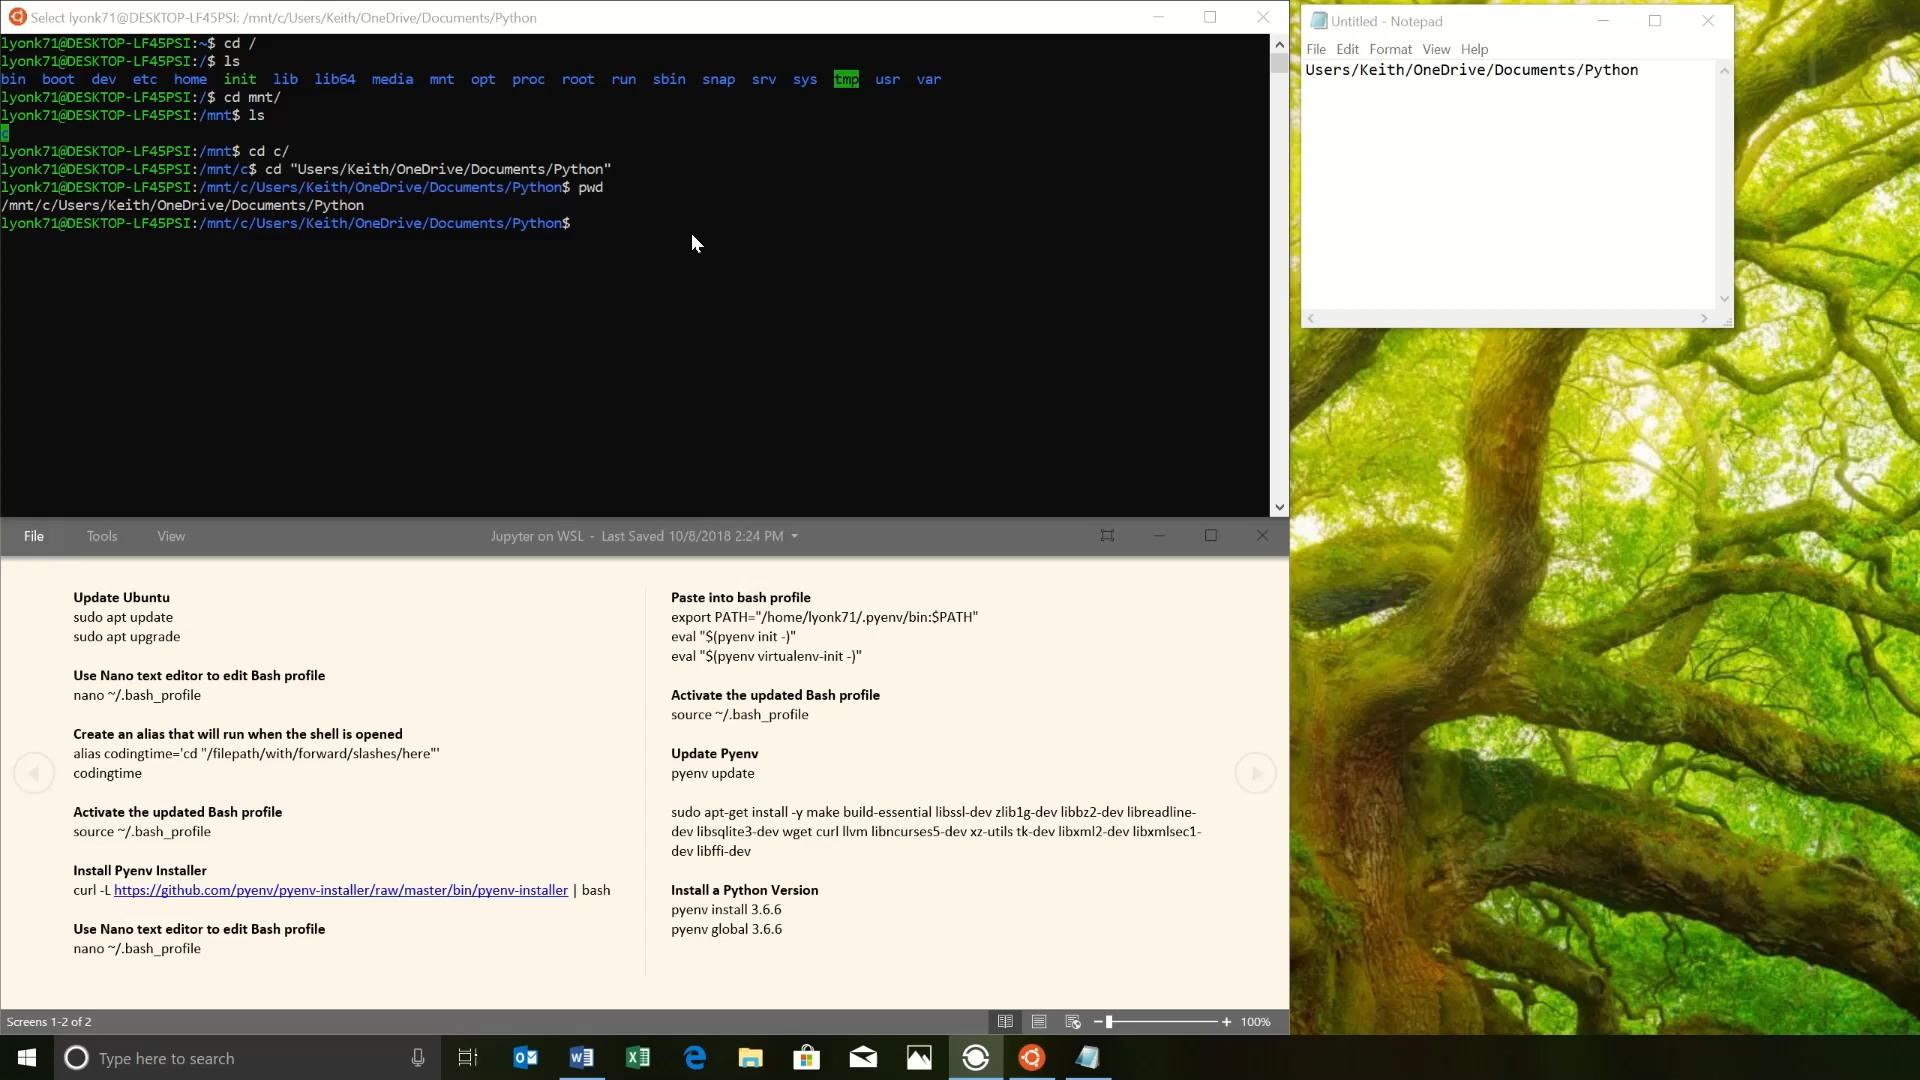 Select lyonk71@DESKTOP-LF45PSI: /mnt/c/Users/Keith/OneDrive/Documents/Python
lyonk71@DESKTOP-LF45PSI:~$ cd /
lyonk71@DESKTOP-LF45PSI:/$ ls
bin boot dev etc home init lib lib64 media mnt opt proc root run sbin snap srv sys tmp usr var
lyonk71@DESKTOP-LF45PSI:/$ cd mnt/
lyonk71@DESKTOP-LF45PSI:/mnt$ ls
c
lyonk71@DESKTOP-LF45PSI:/mnt$ cd c/
lyonk71@DESKTOP-LF45PSI:/mnt/c$ cd "Users/Keith/OneDrive/Documents/Python"
lyonk71@DESKTOP-LF45PSI:/mnt/c/Users/Keith/OneDrive/Documents/Python$ pwd
/mnt/c/Users/Keith/OneDrive/Documents/Python
lyonk71@DESKTOP-LF45PSI:/mnt/c/Users/Keith/OneDrive/Documents/Python$
Untitled - Notepad
File Edit Format View Help
Users/Keith/OneDrive/Documents/Python
File Tools View Jupyter on WSL - Last Saved 10/8/2018 2:24 PM
Update Ubuntu
sudo apt update
sudo apt upgrade
Use Nano text editor to edit Bash profile
nano ~/.bash_profile
Create an alias that will run when the shell is opened
alias codingtime='cd "/filepath/with/forward/slashes/here"'
codingtime
Activate the updated Bash profile
source ~/.bash_profile
Install Pyenv Installer
curl -L https://github.com/pyenv/pyenv-installer/raw/master/bin/pyenv-installer | bash
Use Nano text editor to edit Bash profile
nano ~/.bash_profile
Paste into bash profile
export PATH="/home/lyonk71/.pyenv/bin:$PATH"
eval "$(pyenv init -)"
eval "$(pyenv virtualenv-init -)"
Activate the updated Bash profile
source ~/.bash_profile
Update Pyenv
pyenv update
sudo apt-get install -y make build-essential libssl-dev zlib1g-dev libbz2-dev libreadline-
dev libsqlite3-dev wget curl llvm libncurses5-dev xz-utils tk-dev libxml2-dev libxmlsec1-
dev libffi-dev
Install a Python Version
pyenv install 3.6.6
pyenv global 3.6.6
Screens 1-2 of 2
100%
Type here to search